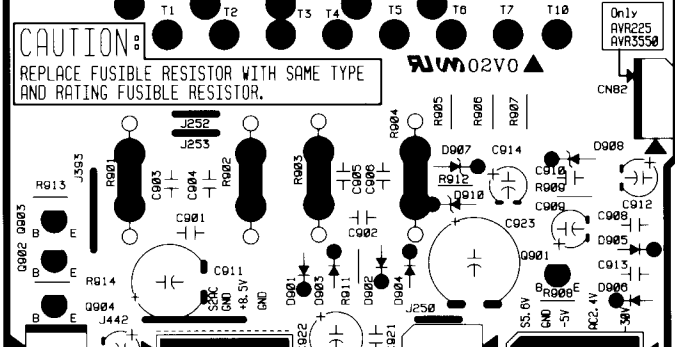 T1 T2 T3 T4 T5 T6 T7 T10
Only
AVR225
AVR3550
CAUTION:
REPLACE FUSIBLE RESISTOR WITH SAME TYPE
AND RATING FUSIBLE RESISTOR.
02V0
CN82
J252
J253
R904
R905
R906
R907
J393
R901
R902
R903
D907
C914
D908
R913
C903
C904
C905
C906
R912
C910
R909
D910
C909
C912
Q903
B E
C901
C902
C923
C908
D905
Q902
B E
R914
C911
Q901
B E
C913
D906
S2AC
GND
+8.5V
GND
D901
D903
R911
D902
D904
R908
Q904
J442
J250
S5.6V
GND
-5V
AC2.4V
-30V
C922
C921